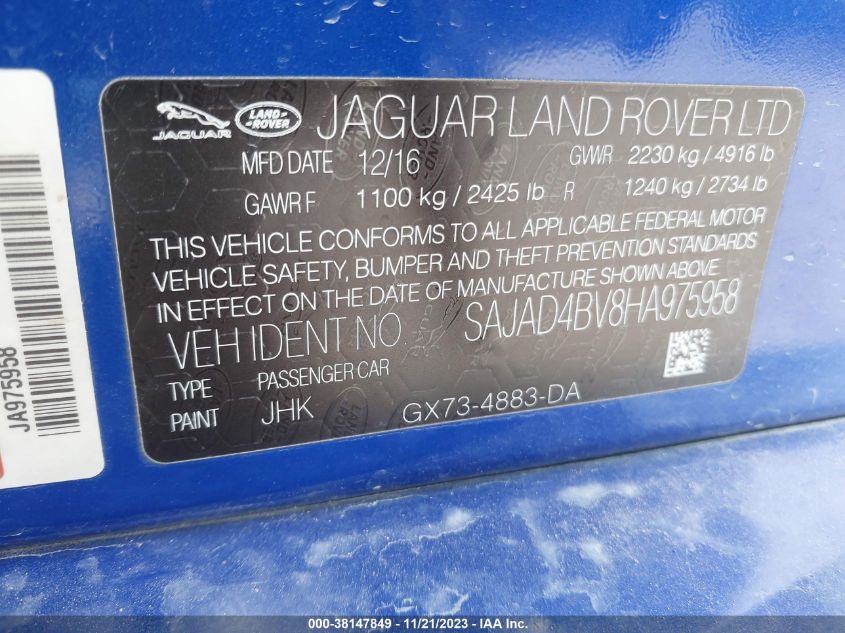 JAGUAR
LAND ROVER
JAGUAR LAND ROVER LTD
MFD DATE 12/16 GWR 2230 kg / 4916 lb
GAWR F 1100 kg / 2425 lb R 1240 kg / 2734 lb
THIS VEHICLE CONFORMS TO ALL APPLICABLE FEDERAL MOTOR
VEHICLE SAFETY, BUMPER AND THEFT PREVENTION STANDARDS
IN EFFECT ON THE DATE OF MANUFACTURE SHOWN ABOVE
VEH IDENT NO SAJAD4BV8HA975958
TYPE PASSENGER CAR
PAINT JHK GX73-4883-DA
JA975958
000-38147849 - 11/21/2023 - IAA Inc.